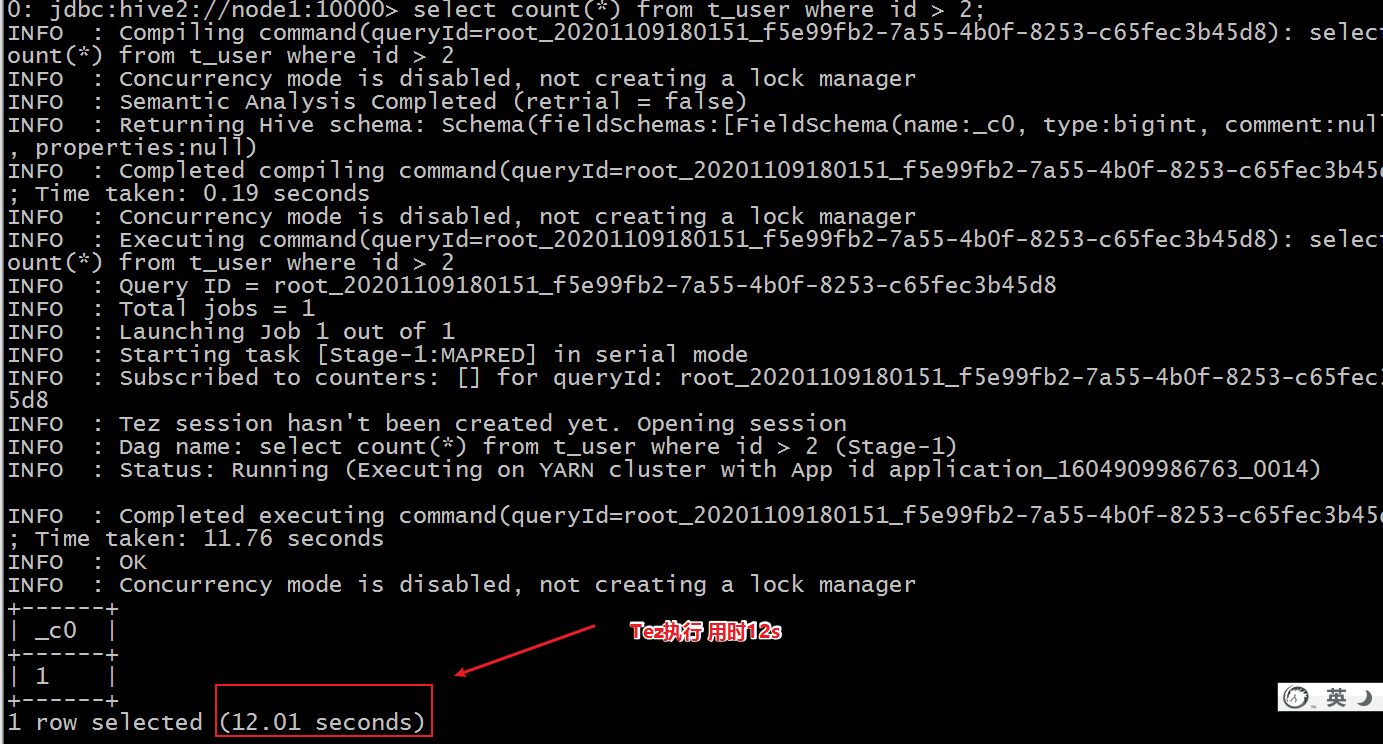 0: jdbc:hive2://node1:10000> select count(*) from t_user where id > 2;
INFO  : Compiling command(queryId=root_20201109180151_f5e99fb2-7a55-4b0f-8253-c65fec3b45d8): selec
ount(*) from t_user where id > 2
INFO  : Concurrency mode is disabled, not creating a lock manager
INFO  : Semantic Analysis Completed (retrial = false)
INFO  : Returning Hive schema: Schema(fieldSchemas:[FieldSchema(name:_c0, type:bigint, comment:nul
, properties:null)
INFO  : Completed compiling command(queryId=root_20201109180151_f5e99fb2-7a55-4b0f-8253-c65fec3b45
; Time taken: 0.19 seconds
INFO  : Concurrency mode is disabled, not creating a lock manager
INFO  : Executing command(queryId=root_20201109180151_f5e99fb2-7a55-4b0f-8253-c65fec3b45d8): selec
ount(*) from t_user where id > 2
INFO  : Query ID = root_20201109180151_f5e99fb2-7a55-4b0f-8253-c65fec3b45d8
INFO  : Total jobs = 1
INFO  : Launching Job 1 out of 1
INFO  : Starting task [Stage-1:MAPRED] in serial mode
INFO  : Subscribed to counters: [] for queryId: root_20201109180151_f5e99fb2-7a55-4b0f-8253-c65fec
5d8
INFO  : Tez session hasn't been created yet. Opening session
INFO  : Dag name: select count(*) from t_user where id > 2 (Stage-1)
INFO  : Status: Running (Executing on YARN cluster with App id application_1604909986763_0014)
INFO  : Completed executing command(queryId=root_20201109180151_f5e99fb2-7a55-4b0f-8253-c65fec3b45
; Time taken: 11.76 seconds
INFO  : OK
INFO  : Concurrency mode is disabled, not creating a lock manager
+------+
| _c0  |
+------+
| 1    |
+------+
1 row selected (12.01 seconds)
Tez执行 用时12s
英